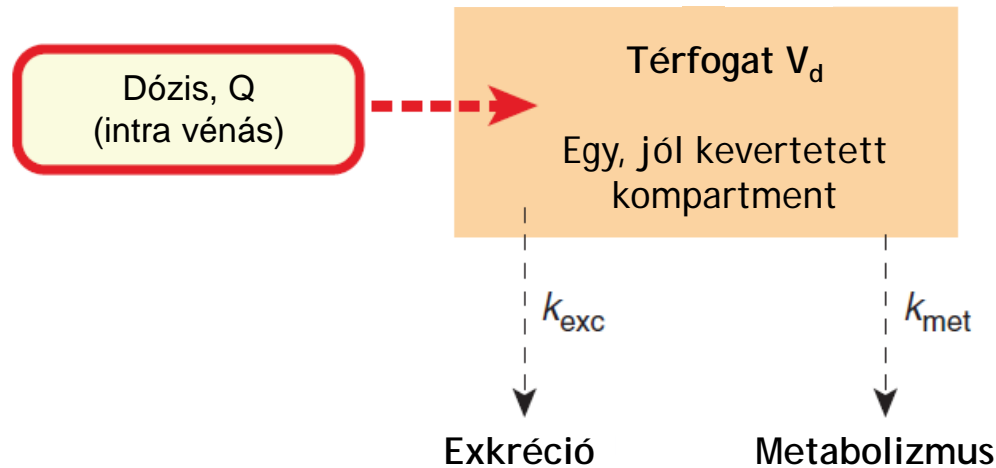 Dózis, Q
(intra vénás)
Térfogat Vd
Egy, jól kevertetett
kompartment
kexc
kmet
Exkréció
Metabolizmus